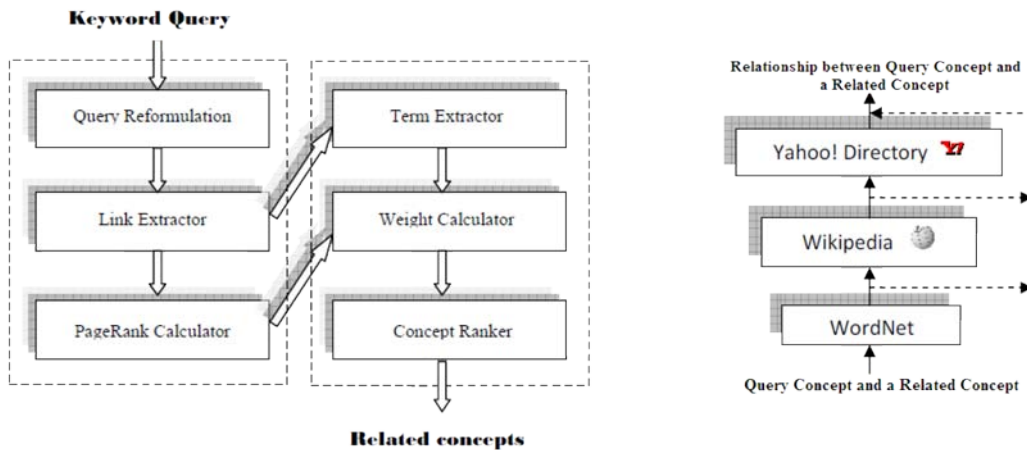 Keyword Query
Query Reformulation
Link Extractor
PageRank Calculator
Term Extractor
Weight Calculator
Concept Ranker
Related concepts
Relationship between Query Concept and
a Related Concept
Yahoo! Directory Y!
Wikipedia
WordNet
Query Concept and a Related Concept